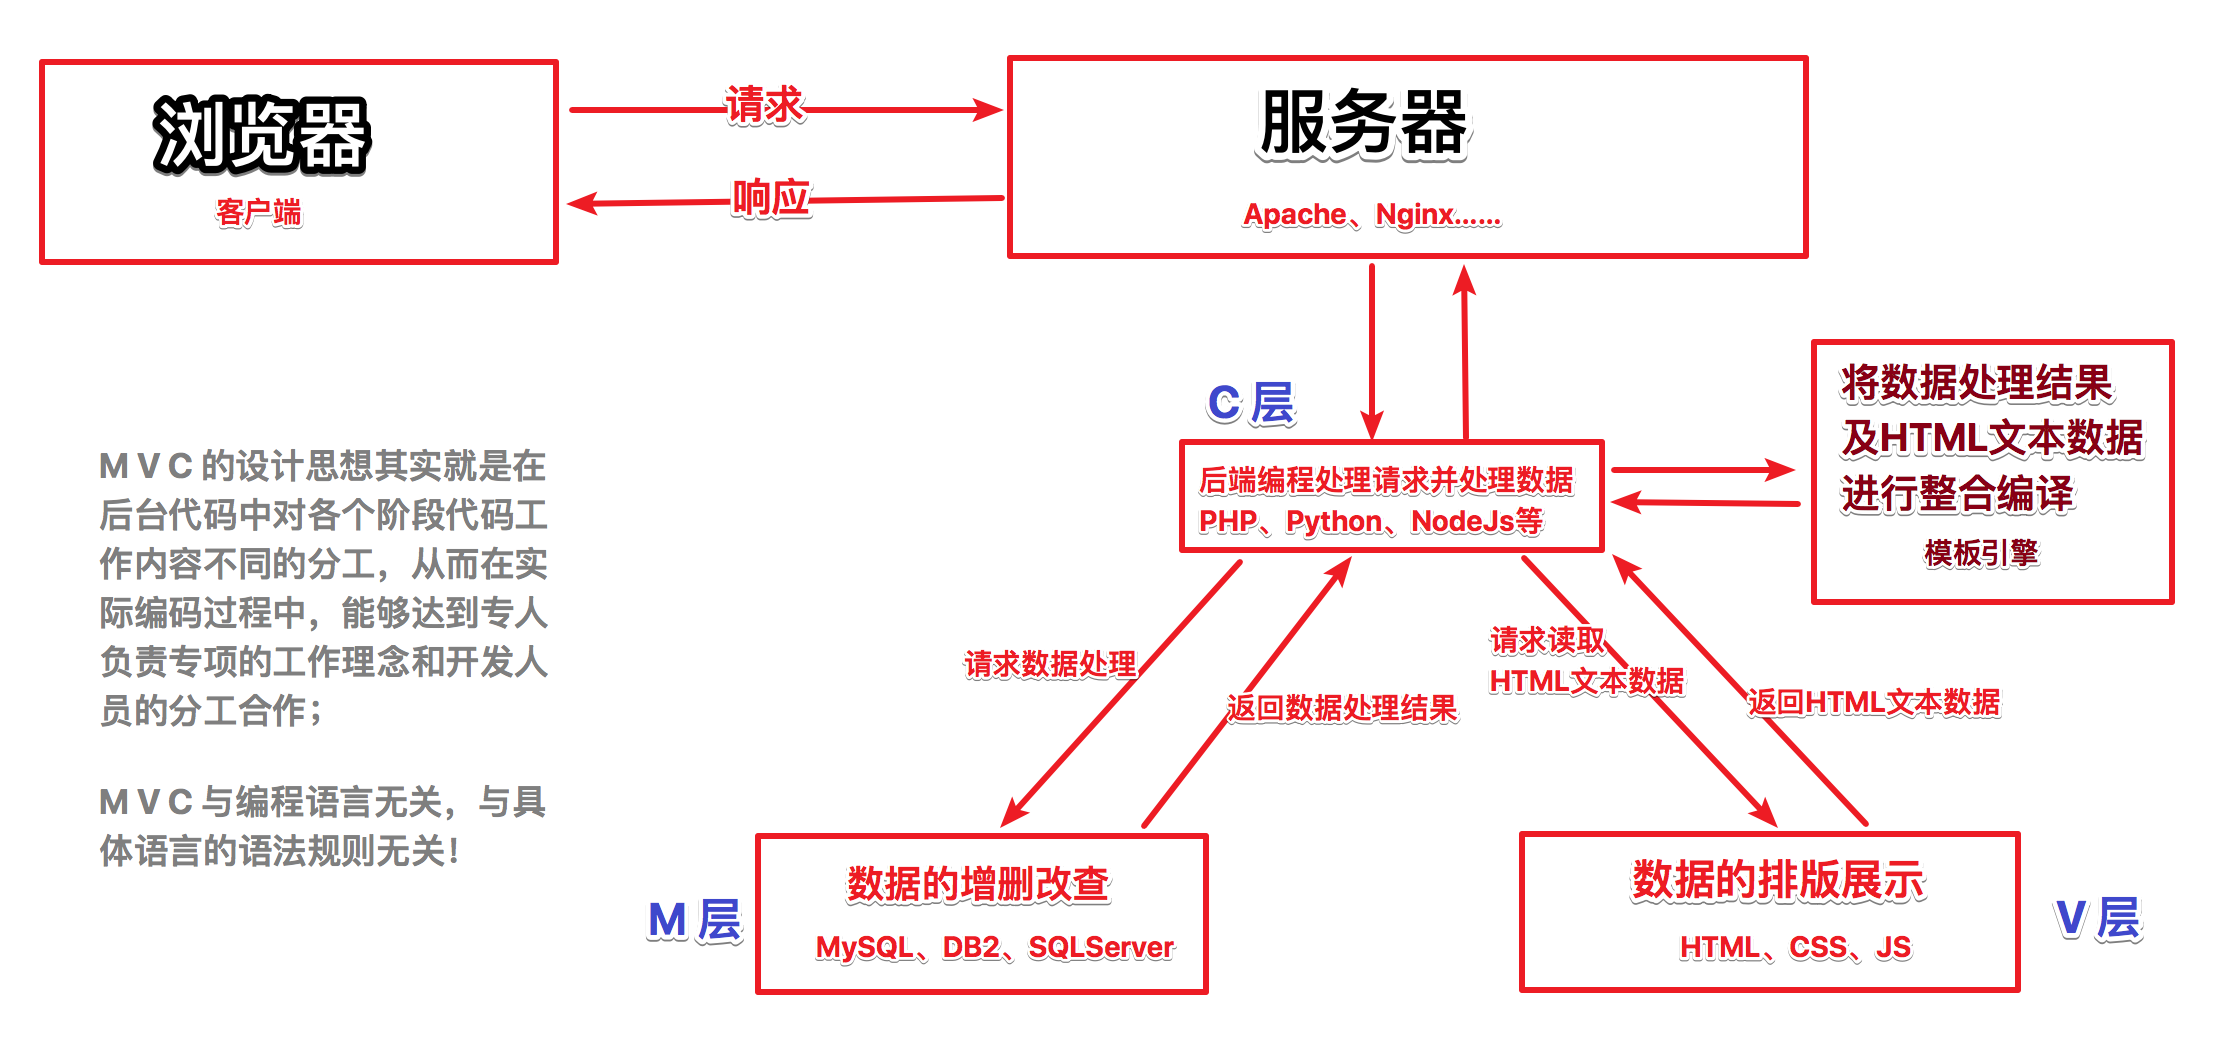 浏览器
客户端
请求
响应
服务器
Apache、Nginx......
C 层
后端编程处理请求并处理数据
PHP、Python、NodeJs等
将数据处理结果
及HTML文本数据
进行整合编译
模板引擎
M V C 的设计思想其实就是在
后台代码中对各个阶段代码工
作内容不同的分工，从而在实
际编码过程中，能够达到专人
负责专项的工作理念和开发人
员的分工合作；
M V C 与编程语言无关，与具
体语言的语法规则无关！
请求数据处理
返回数据处理结果
请求读取
HTML文本数据
返回HTML文本数据
M 层
数据的增删改查
MySQL、DB2、SQLServer
数据的排版展示
HTML、CSS、JS
V 层